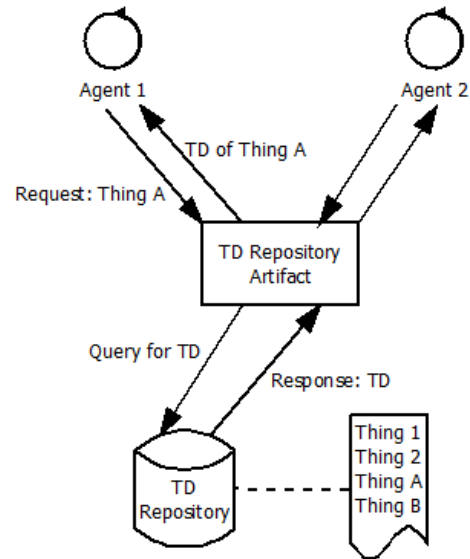 Agent 1
Agent 2
TD of Thing A
Request: Thing A
TD Repository
Artifact
Query for TD
Response: TD
TD
Repository
Thing 1
Thing 2
Thing A
Thing B